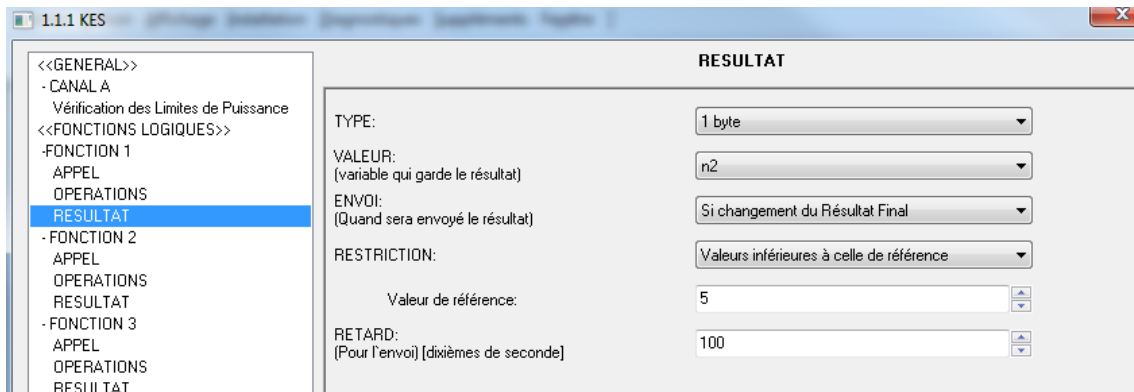 1.1.1 KES
<<GENERAL>>
- CANAL A
Vérification des Limites de Puissance
<<FONCTIONS LOGIQUES>>
-FONCTION 1
APPEL
OPERATIONS
RESULTAT
- FONCTION 2
APPEL
OPERATIONS
RESULTAT
- FONCTION 3
APPEL
OPERATIONS
RESULTAT
RESULTAT
TYPE:
1 byte
VALEUR:
(variable qui garde le résultat)
n2
ENVOI:
(Quand sera envoyé le résultat)
Si changement du Résultat Final
RESTRICTION:
Valeurs inférieures à celle de référence
Valeur de référence:
5
RETARD:
(Pour l`envoi) [dixièmes de seconde]
100